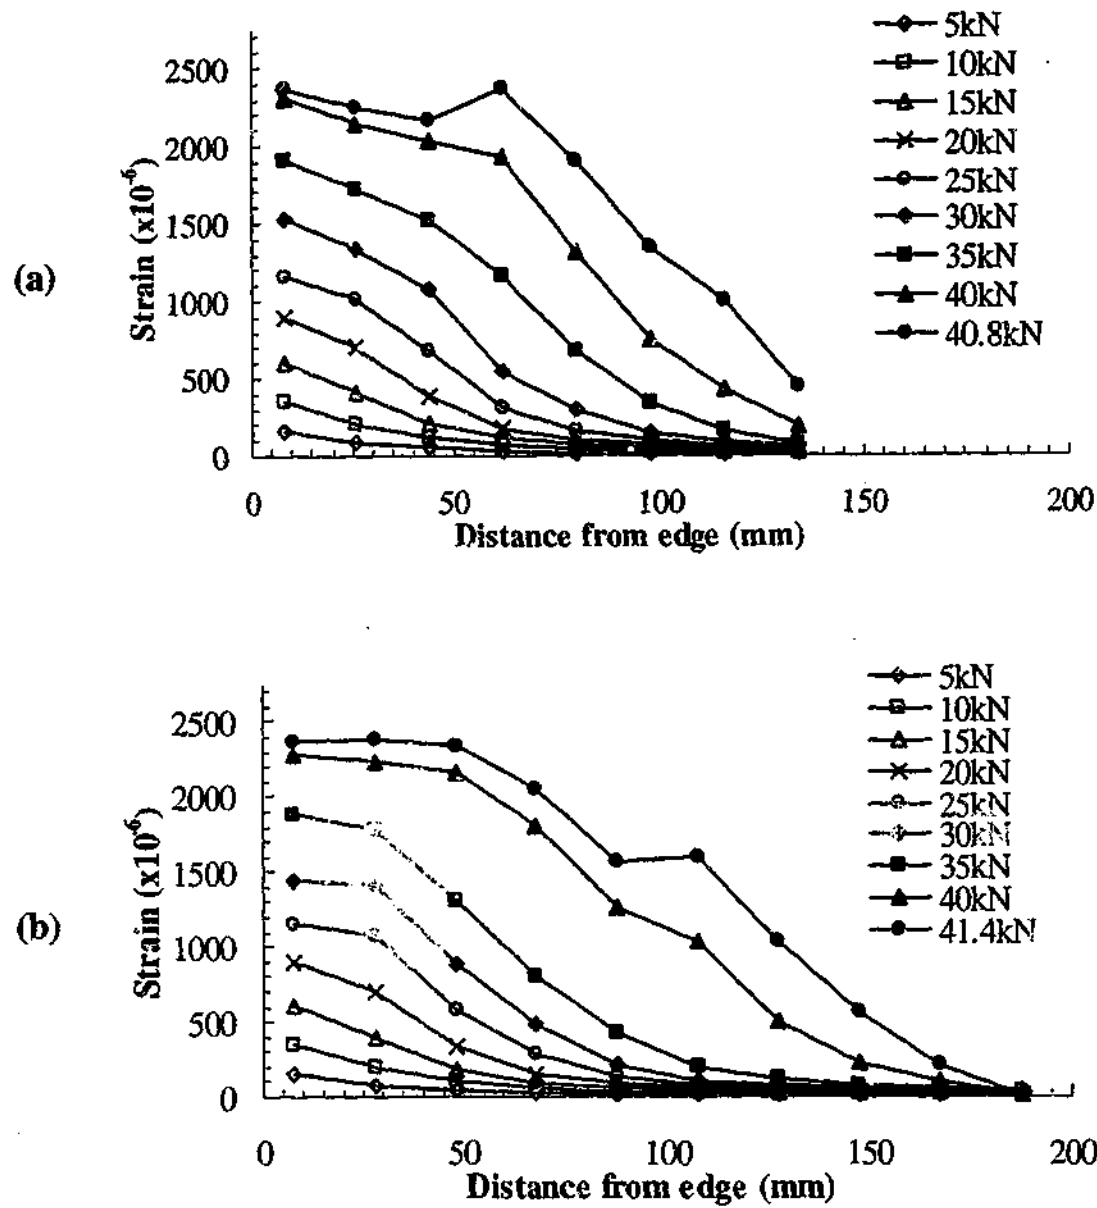 (a)
Strain (x10⁻⁶)
2500
2000
1500
1000
500
0
0 50 100 150 200
Distance from edge (mm)
5kN
10kN
15kN
20kN
25kN
30kN
35kN
40kN
40.8kN
(b)
Strain (x10⁻⁶)
2500
2000
1500
1000
500
0
0 50 100 150 200
Distance from edge (mm)
5kN
10kN
15kN
20kN
25kN
30kN
35kN
40kN
41.4kN